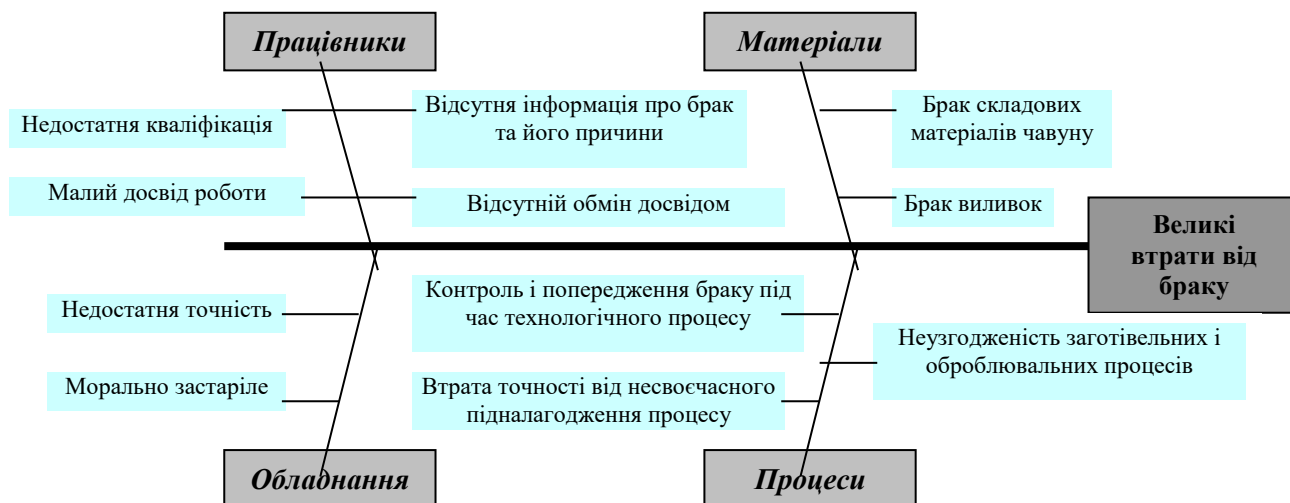 Працівники
Матеріали
Недостатня кваліфікація
Відсутня інформація про брак
та його причини
Брак складових
матеріалів чавуну
Малий досвід роботи
Відсутній обмін досвідом
Брак виливок
Великі
втрати від
браку
Недостатня точність
Контроль і попередження браку під
час технологічного процесу
Неузгодженість заготівельних і
оброблювальних процесів
Морально застаріле
Втрата точності від несвоєчасного
підналагодження процесу
Обладнання
Процеси